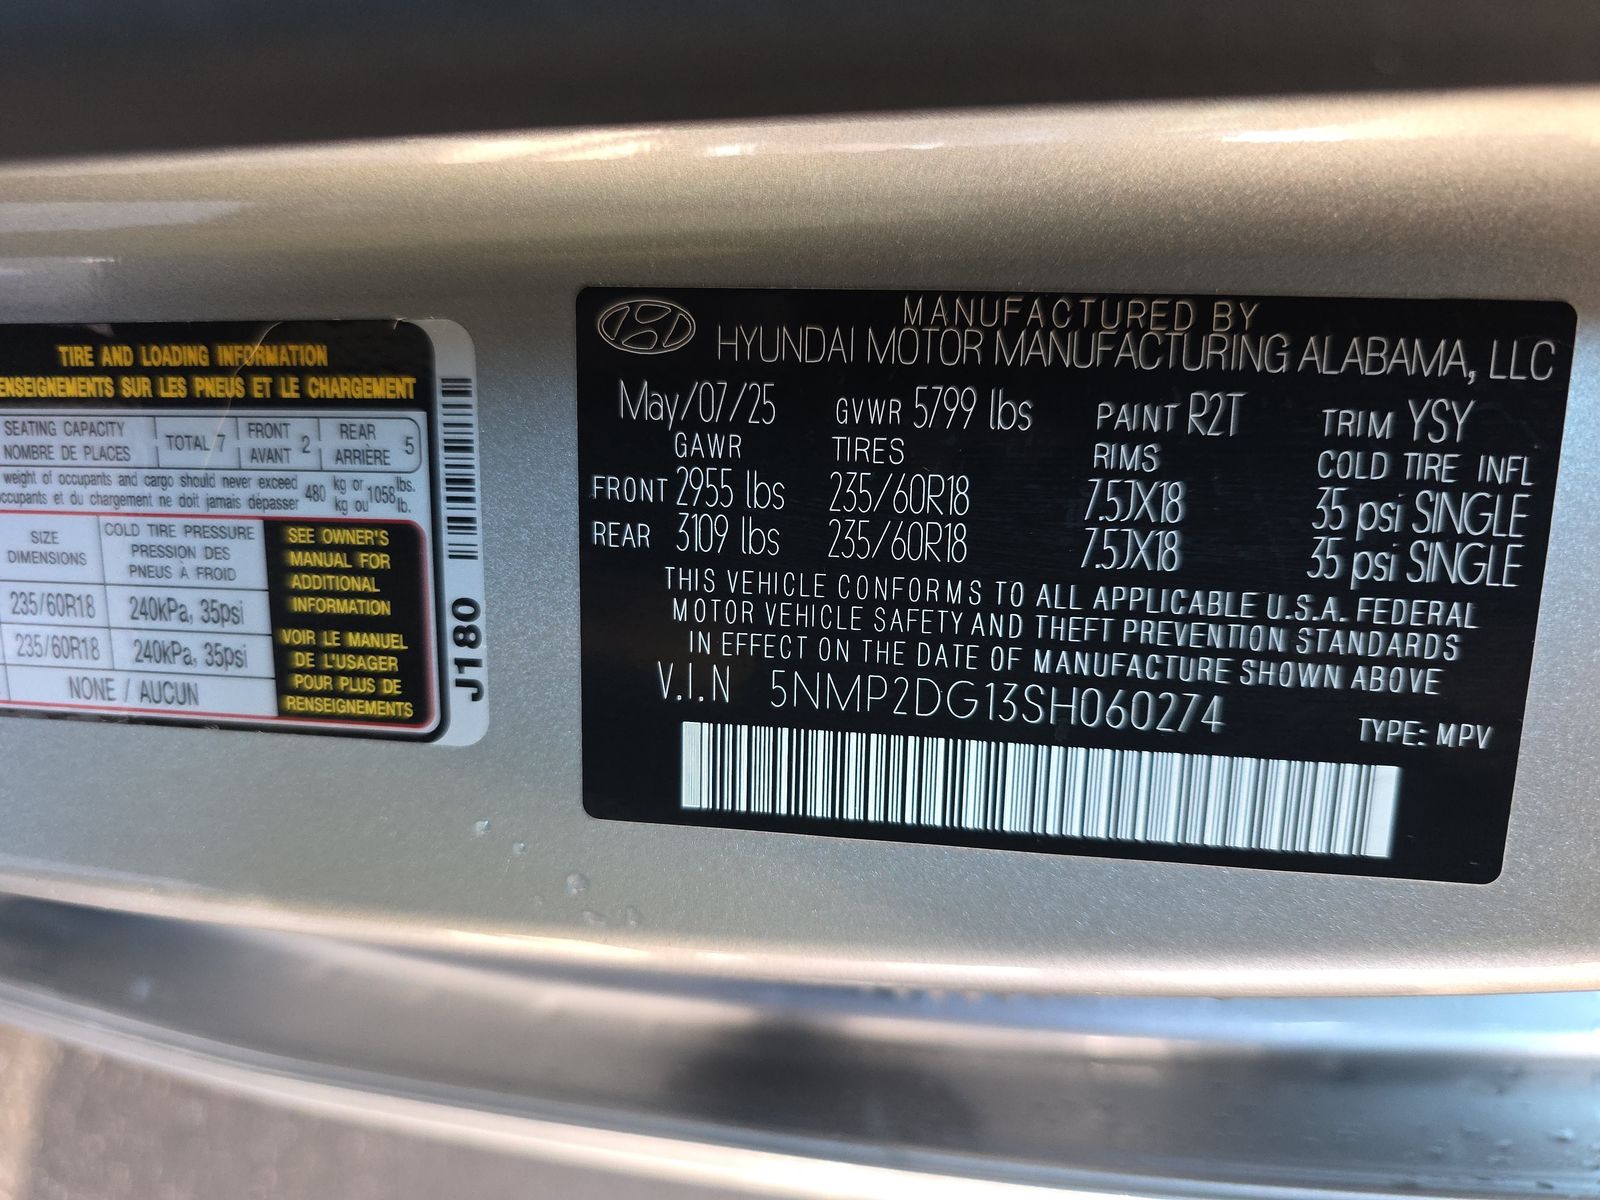 TIRE AND LOADING INFORMATION
ENSEIGNEMENTS SUR LES PNEUS ET LE CHARGEMENT
SEATING CAPACITY
NOMBRE DE PLACES
TOTAL 7
FRONT
AVANT 2
REAR
ARRIÈRE 5
weight of occupants and cargo should never exceed 480 kg or 1058 lbs.
occupants et du chargement ne doit jamais dépasser kg ou lb.
SIZE
DIMENSIONS
COLD TIRE PRESSURE
PRESSION DES
PNEUS A FROID
235/60R18 240kPa, 35psi
235/60R18 240kPa, 35psi
NONE / AUCUN
SEE OWNER'S
MANUAL FOR
ADDITIONAL
INFORMATION
VOIR LE MANUEL
DE L'USAGER
POUR PLUS DE
RENSEIGNEMENTS
J180
MANUFACTURED BY
HYUNDAI MOTOR MANUFACTURING ALABAMA, LLC
May/07/25 GVWR 5799 lbs PAINT R2T TRIM YSY
GAWR TIRES RIMS COLD TIRE INFL
FRONT 2955 lbs 235/60R18 7.5JX18 35 psi SINGLE
REAR 3109 lbs 235/60R18 7.5JX18 35 psi SINGLE
THIS VEHICLE CONFORMS TO ALL APPLICABLE U.S.A. FEDERAL
MOTOR VEHICLE SAFETY AND THEFT PREVENTION STANDARDS
IN EFFECT ON THE DATE OF MANUFACTURE SHOWN ABOVE
V.I.N 5NMP2DG13SH060274
TYPE: MPV